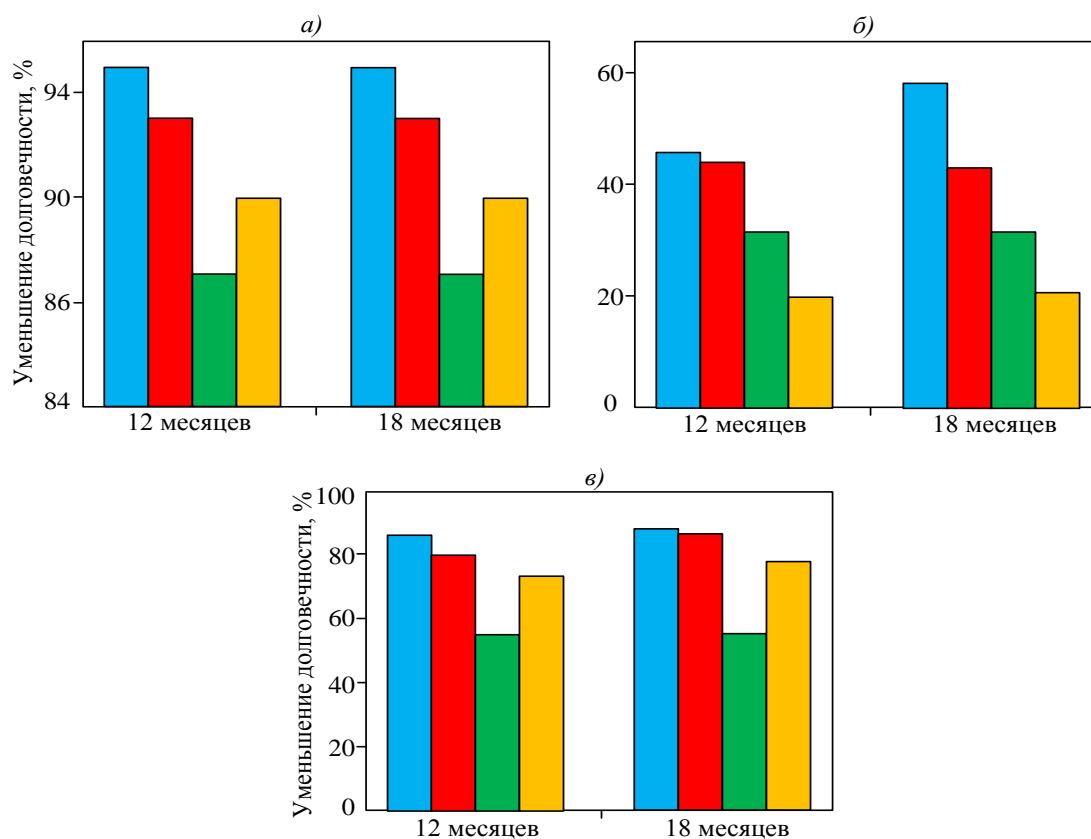 а)
Уменьшение долговечности, %
94
90
86
84
12 месяцев
18 месяцев
б)
60
40
20
0
12 месяцев
18 месяцев
в)
Уменьшение долговечности, %
100
80
60
40
20
0
12 месяцев
18 месяцев